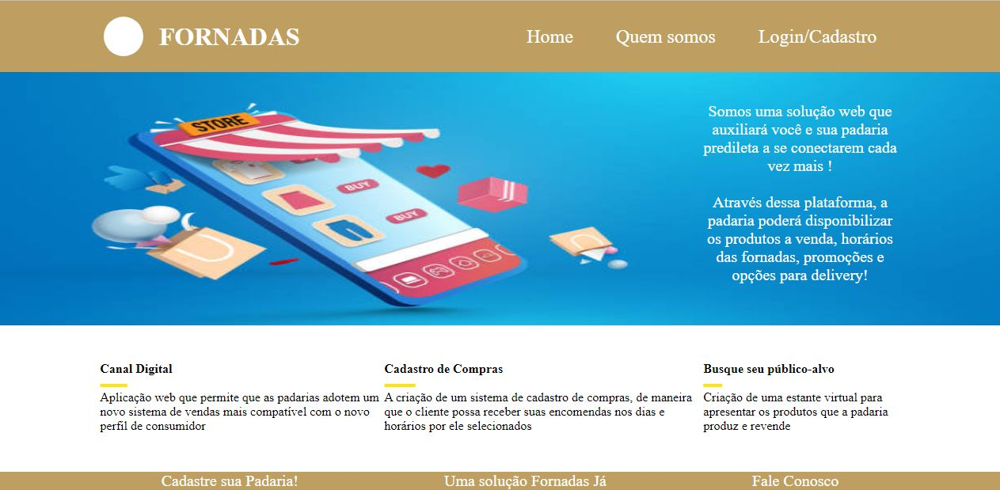 FORNADAS
Home
Quem somos
Login/Cadastro
STORE
BUY
BUY
Somos uma solução web que
auxiliará você e sua padaria
predileta a se conectarem cada
vez mais !
Através dessa plataforma, a
padaria poderá disponibilizar
os produtos a venda, horários
das fornadas, promoções e
opções para delivery!
Canal Digital
Aplicação web que permite que as padarias adotem um
novo sistema de vendas mais compatível com o novo
perfil de consumidor
Cadastro de Compras
A criação de um sistema de cadastro de compras, de maneira
que o cliente possa receber suas encomendas nos dias e
horários por ele selecionados
Busque seu público-alvo
Criação de uma estante virtual para
apresentar os produtos que a padaria
produz e revende
Cadastre sua Padaria!
Uma solução Fornadas Já
Fale Conosco